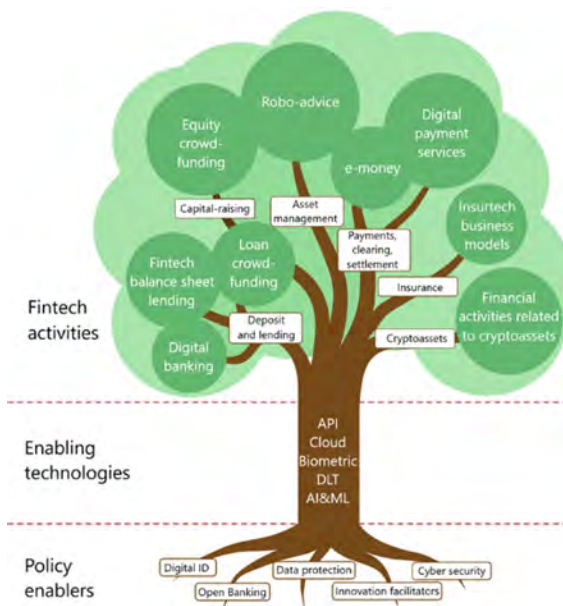 Robo-advice
Equity
crowd-
funding
Digital
payment
services
e-money
Capital-raising
Asset
management
Insurtech
business
models
Payments,
clearing,
settlement
Loan
crowd-
funding
Fintech
balance sheet
lending
Insurance
Fintech
activities
Deposit
and lending
Financial
activities related
to cryptoassets
Cryptoassets
Digital
banking
Enabling
technologies
API
Cloud
Biometric
DLT
AI&ML
Policy
enablers
Digital ID
Open Banking
Data protection
Innovation facilitators
Cyber security